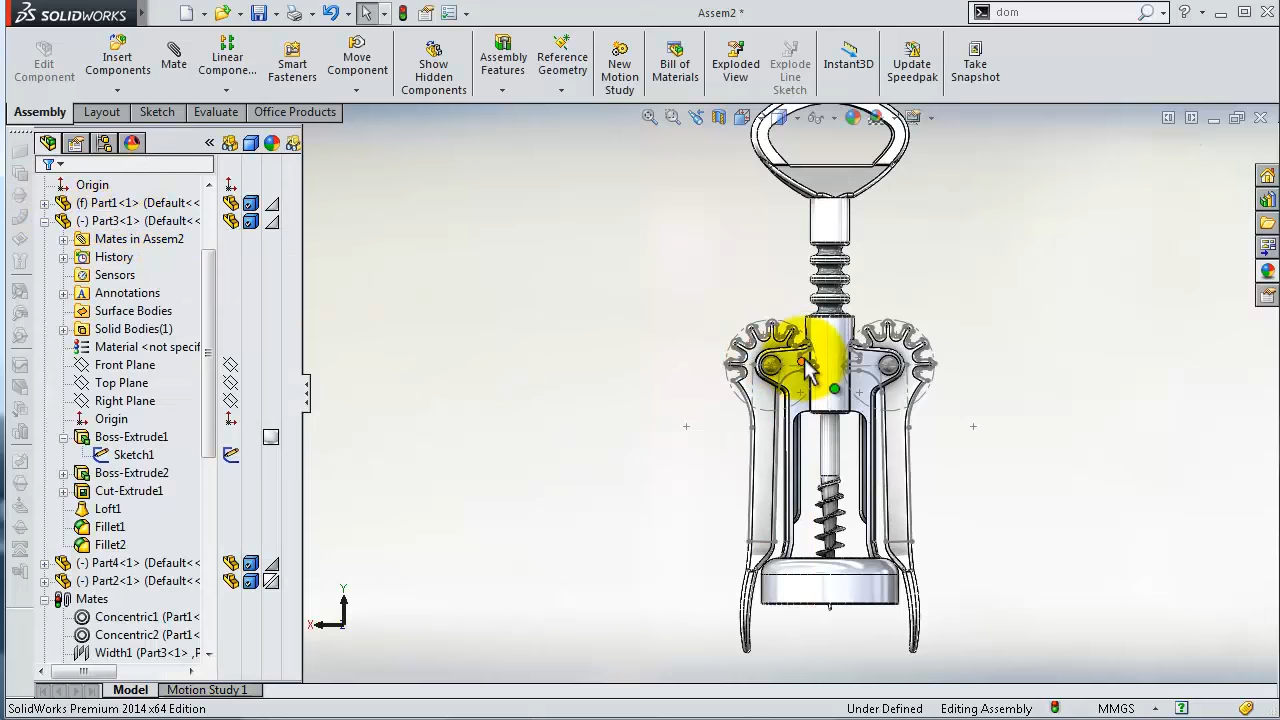 SOLIDWORKS
Assem2 *
dom
Edit Component
Insert Components
Mate
Linear Compone...
Smart Fasteners
Move Component
Show Hidden Components
Assembly Features
Reference Geometry
New Motion Study
Bill of Materials
Exploded View
Explode Line Sketch
Instant3D
Update Speedpak
Take Snapshot
Assembly
Layout
Sketch
Evaluate
Office Products
Origin
(f) Part1<1> (Default<<
(-) Part3<1> (Default<<
Mates in Assem2
History
Sensors
Annotations
Surface Bodies
Solid Bodies(1)
Material <not specif
Front Plane
Top Plane
Right Plane
Origin
Boss-Extrude1
Sketch1
Boss-Extrude2
Cut-Extrude1
Loft1
Fillet1
Fillet2
(-) Part4<1> (Default<<
(-) Part2<1> (Default<<
Mates
Concentric1 (Part1<
Concentric2 (Part1<
Width1 (Part3<1> ,P
Y
X
Model
Motion Study 1
SolidWorks Premium 2014 x64 Edition
Under Defined
Editing Assembly
MMGS